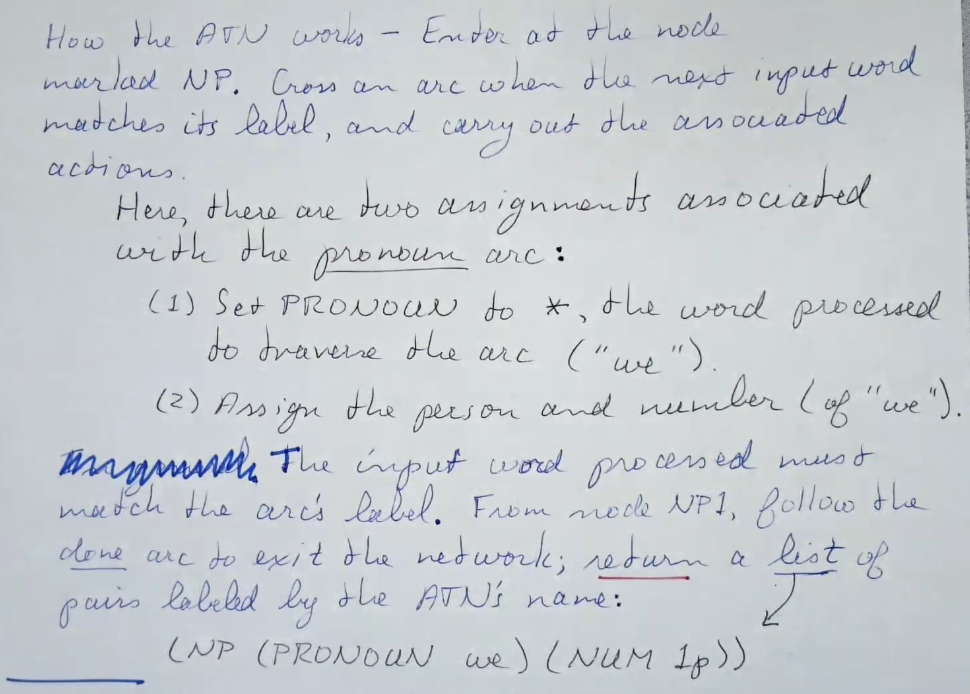 How the ATN works – Enter at the node
marked NP. Cross an arc when the next input word
matches its label, and carry out the associated
actions.
Here, there are two assignments associated
with the pronoun arc:
(1) Set PRONOUN to *, the word processed
to traverse the arc ("we").
(2) Assign the person and number (of "we").
The input word processed must
match the arc's label. From node NP1, follow the
done arc to exit the network; return a list of
pairs labeled by the ATN's name:
(NP (PRONOUN we) (NUM 1p))